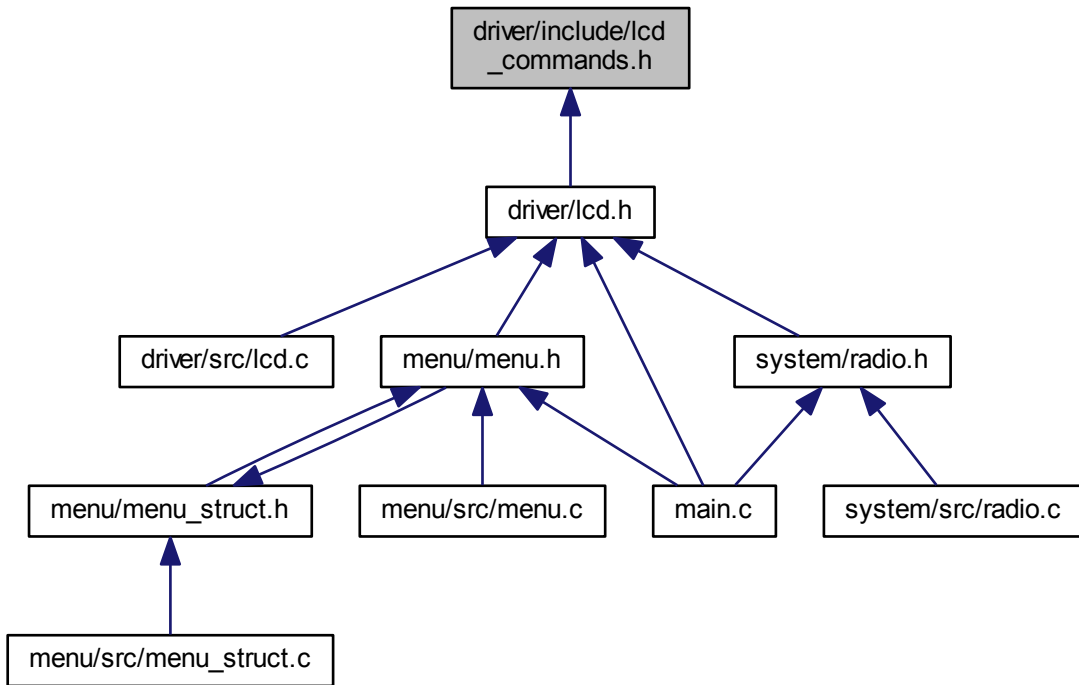 driver/include/lcd
_commands.h
driver/lcd.h
driver/src/lcd.c
menu/menu.h
system/radio.h
menu/menu_struct.h
menu/src/menu.c
main.c
system/src/radio.c
menu/src/menu_struct.c